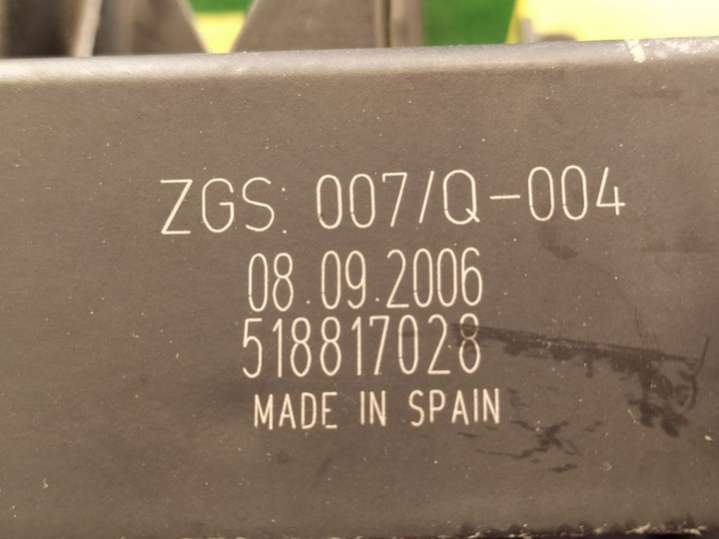 ZGS: 007/Q-004
08.09.2006
518817028
MADE IN SPAIN